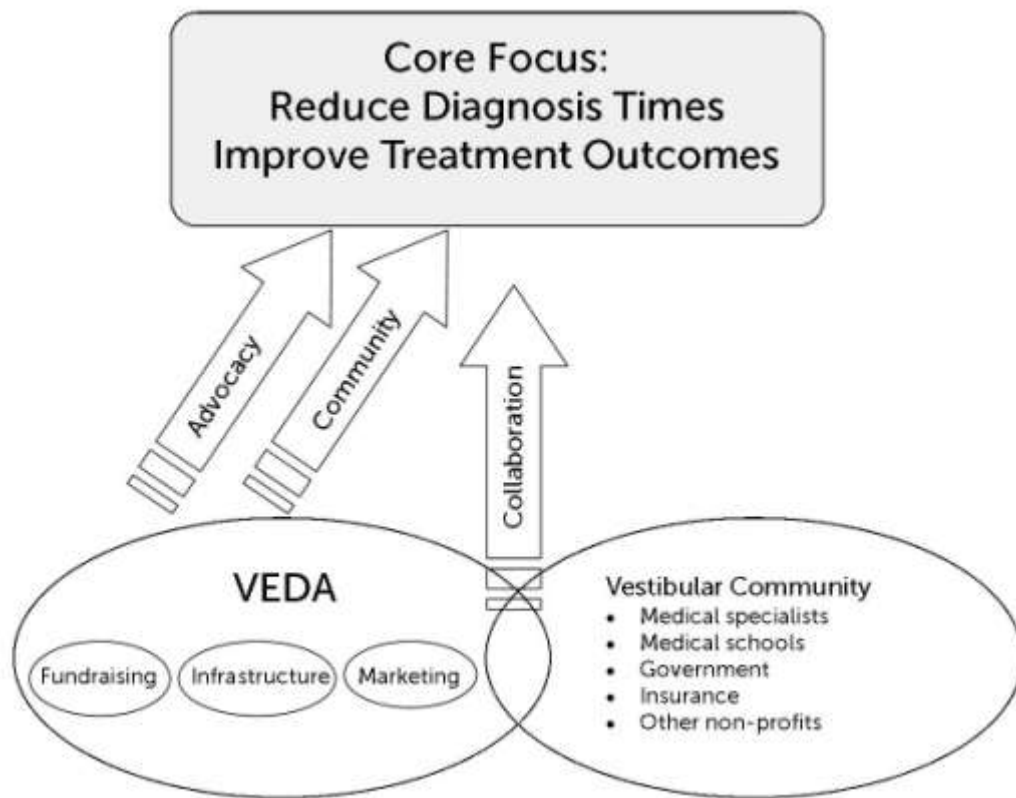 Core Focus:
Reduce Diagnosis Times
Improve Treatment Outcomes
Advocacy
Community
Collaboration
VEDA
Fundraising
Infrastructure
Marketing
Vestibular Community
• Medical specialists
• Medical schools
• Government
• Insurance
• Other non-profits